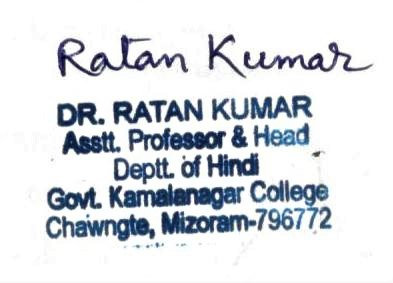 Ratan Kumar
DR. RATAN KUMAR
Asstt. Professor & Head
Deptt. of Hindi
Govt. Kamalanagar College
Chawngte, Mizoram-796772